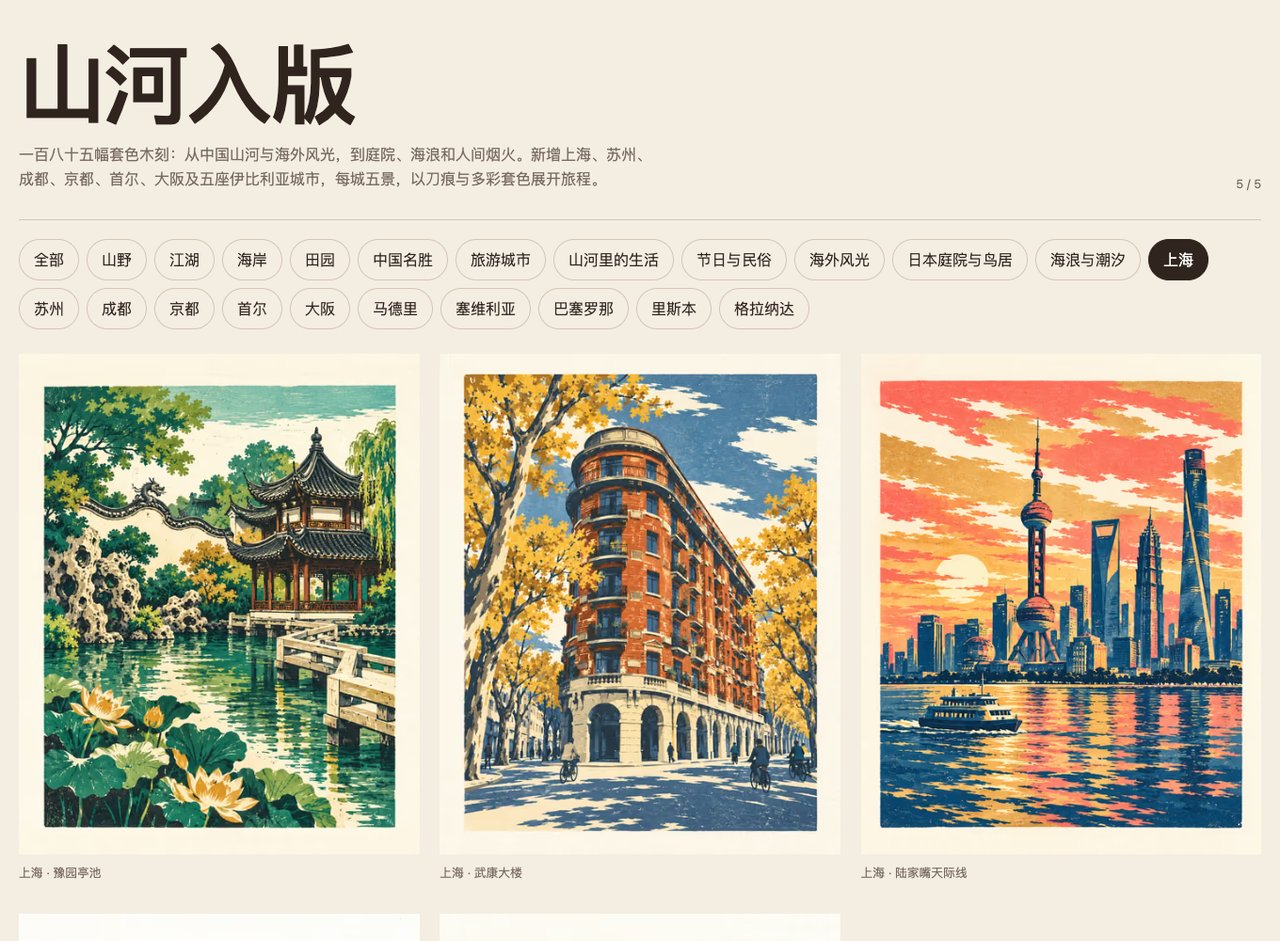 山河入版
一百八十五幅套色木刻：从中国山河与海外风光，到庭院、海浪和人间烟火。新增上海、苏州、
成都、京都、首尔、大阪及五座伊比利亚城市，每城五景，以刀痕与多彩套色展开旅程。
5 / 5
全部 山野 江湖 海岸 田园 中国名胜 旅游城市 山河里的生活 节日与民俗 海外风光 日本庭院与鸟居 海浪与潮汐 上海
苏州 成都 京都 首尔 大阪 马德里 塞维利亚 巴塞罗那 里斯本 格拉纳达
上海 · 豫园亭池
上海 · 武康大楼
上海 · 陆家嘴天际线